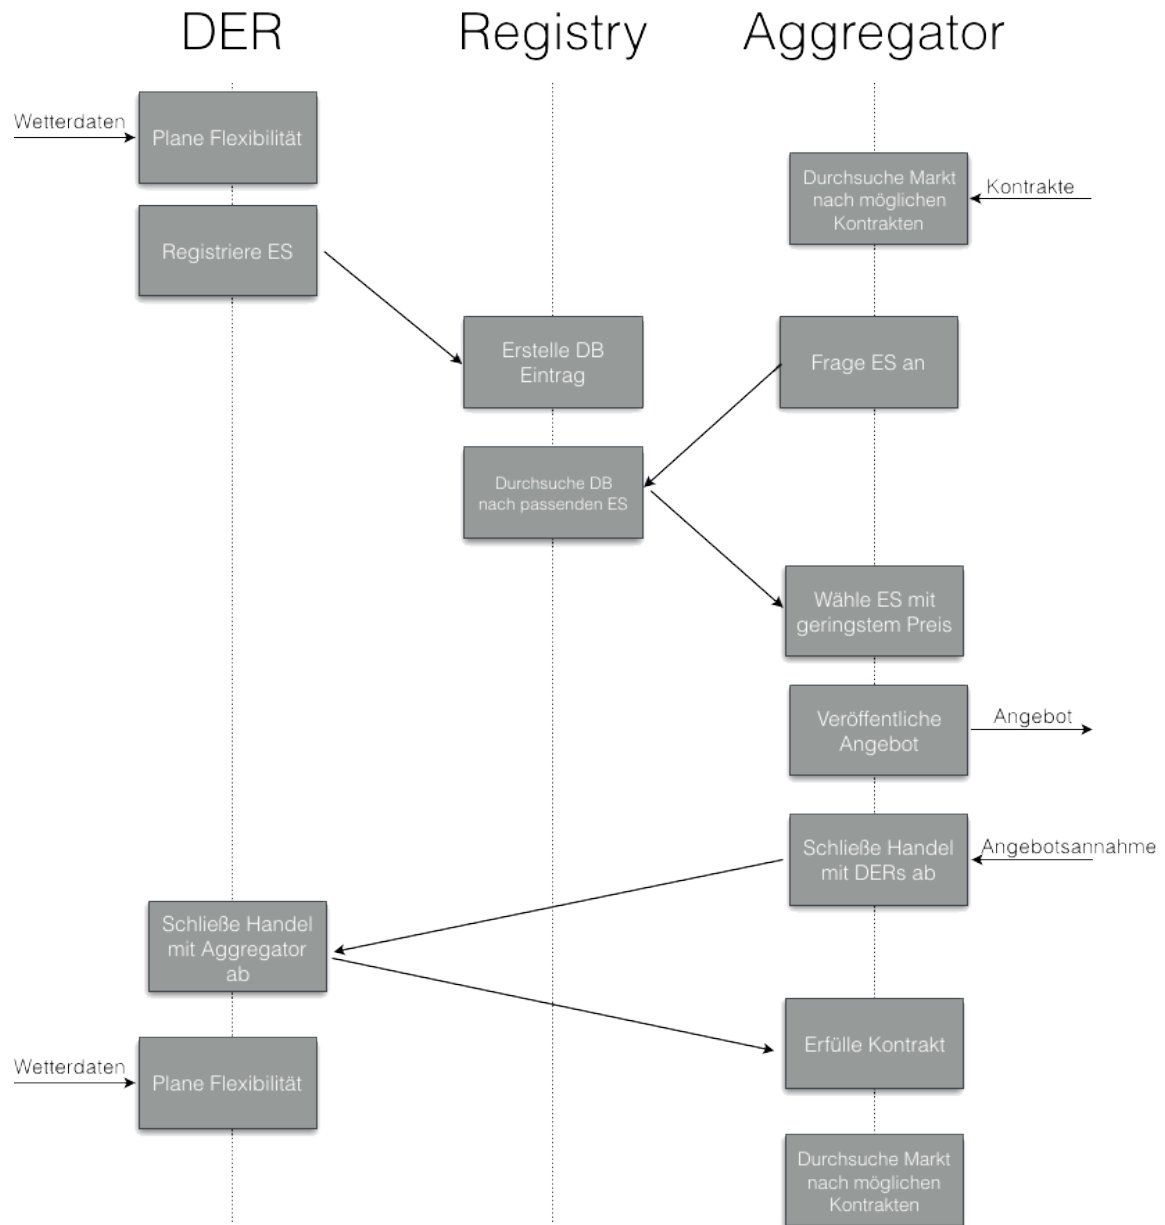 DER Registry Aggregator
Wetterdaten
Plane Flexibilität
Durchsuche Markt
nach möglichen
Kontrakten
Kontrakte
Registriere ES
Erstelle DB
Eintrag
Frage ES an
Durchsuche DB
nach passenden ES
Wähle ES mit
geringstem Preis
Veröffentliche
Angebot
Angebot
Schließe Handel
mit DERs ab
Angebotsannahme
Schließe Handel
mit Aggregator
ab
Erfülle Kontrakt
Wetterdaten
Plane Flexibilität
Durchsuche Markt
nach möglichen
Kontrakten